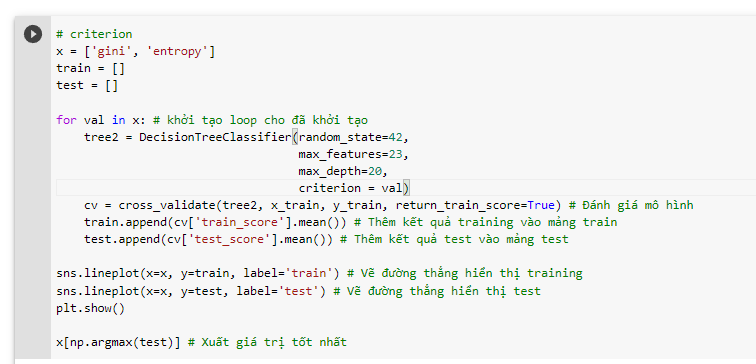 # criterion
x = ['gini', 'entropy']
train = []
test = []

for val in x: # khởi tạo loop cho đã khởi tạo
    tree2 = DecisionTreeClassifier(random_state=42,
                                   max_features=23,
                                   max_depth=20,
                                   criterion = val)
    cv = cross_validate(tree2, x_train, y_train, return_train_score=True) # Đánh giá mô hình
    train.append(cv['train_score'].mean()) # Thêm kết quả training vào mảng train
    test.append(cv['test_score'].mean()) # Thêm kết quả test vào mảng test

sns.lineplot(x=x, y=train, label='train') # Vẽ đường thẳng hiển thị training
sns.lineplot(x=x, y=test, label='test') # Vẽ đường thẳng hiển thị test
plt.show()

x[np.argmax(test)] # Xuất giá trị tốt nhất